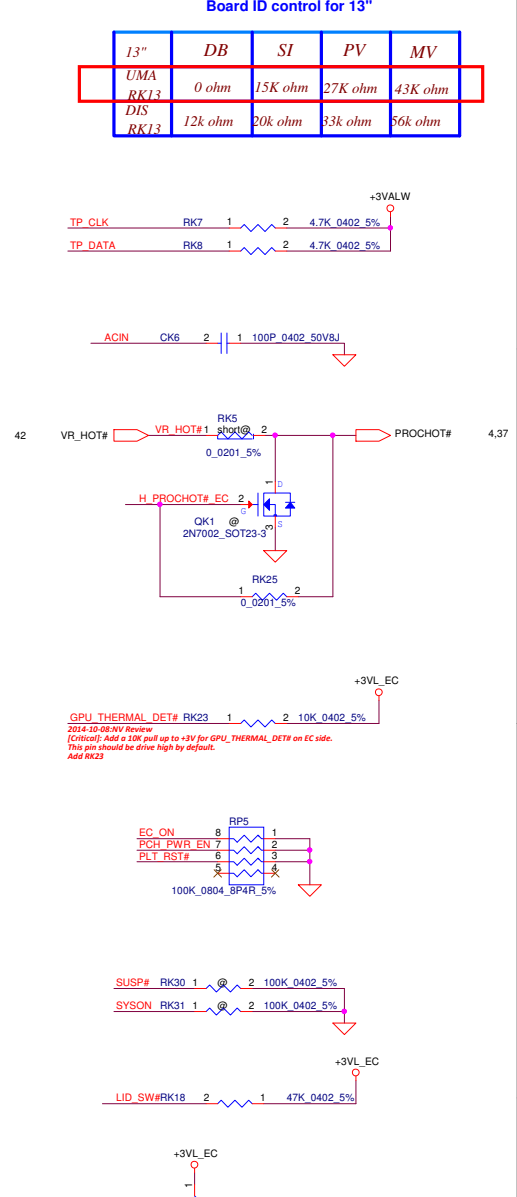 Board ID control for 13"
13" DB SI PV MV
UMA RK13 0 ohm 15K ohm 27K ohm 43K ohm
DIS RK13 12k ohm 20k ohm 33k ohm 56k ohm
+3VALW
TP_CLK RK7 1 2 4.7K_0402_5%
TP_DATA RK8 1 2 4.7K_0402_5%
ACIN CK6 2 1 100P_0402_50V8J
RK5
42 VR_HOT# VR_HOT# 1 short@ 2 PROCHOT# 4,37
0_0201_5%
1 D
H_PROCHOT#_EC 2
G
QK1 @ 3 S
2N7002_SOT23-3
RK25
1 2
0_0201_5%
+3VL_EC
GPU_THERMAL_DET# RK23 1 2 10K_0402_5%
2014-10-08:NV Review
[Critical]: Add a 10K pull up to +3V for GPU_THERMAL_DET# on EC side.
This pin should be drive high by default.
Add RK23
RP5
EC_ON 8 1
PCH_PWR_EN 7 2
PLT_RST# 6 3
5 4
100K_0804_8P4R_5%
SUSP# RK30 1 @ 2 100K_0402_5%
SYSON RK31 1 @ 2 100K_0402_5%
+3VL_EC
LID_SW# RK18 2 1 47K_0402_5%
+3VL_EC
1